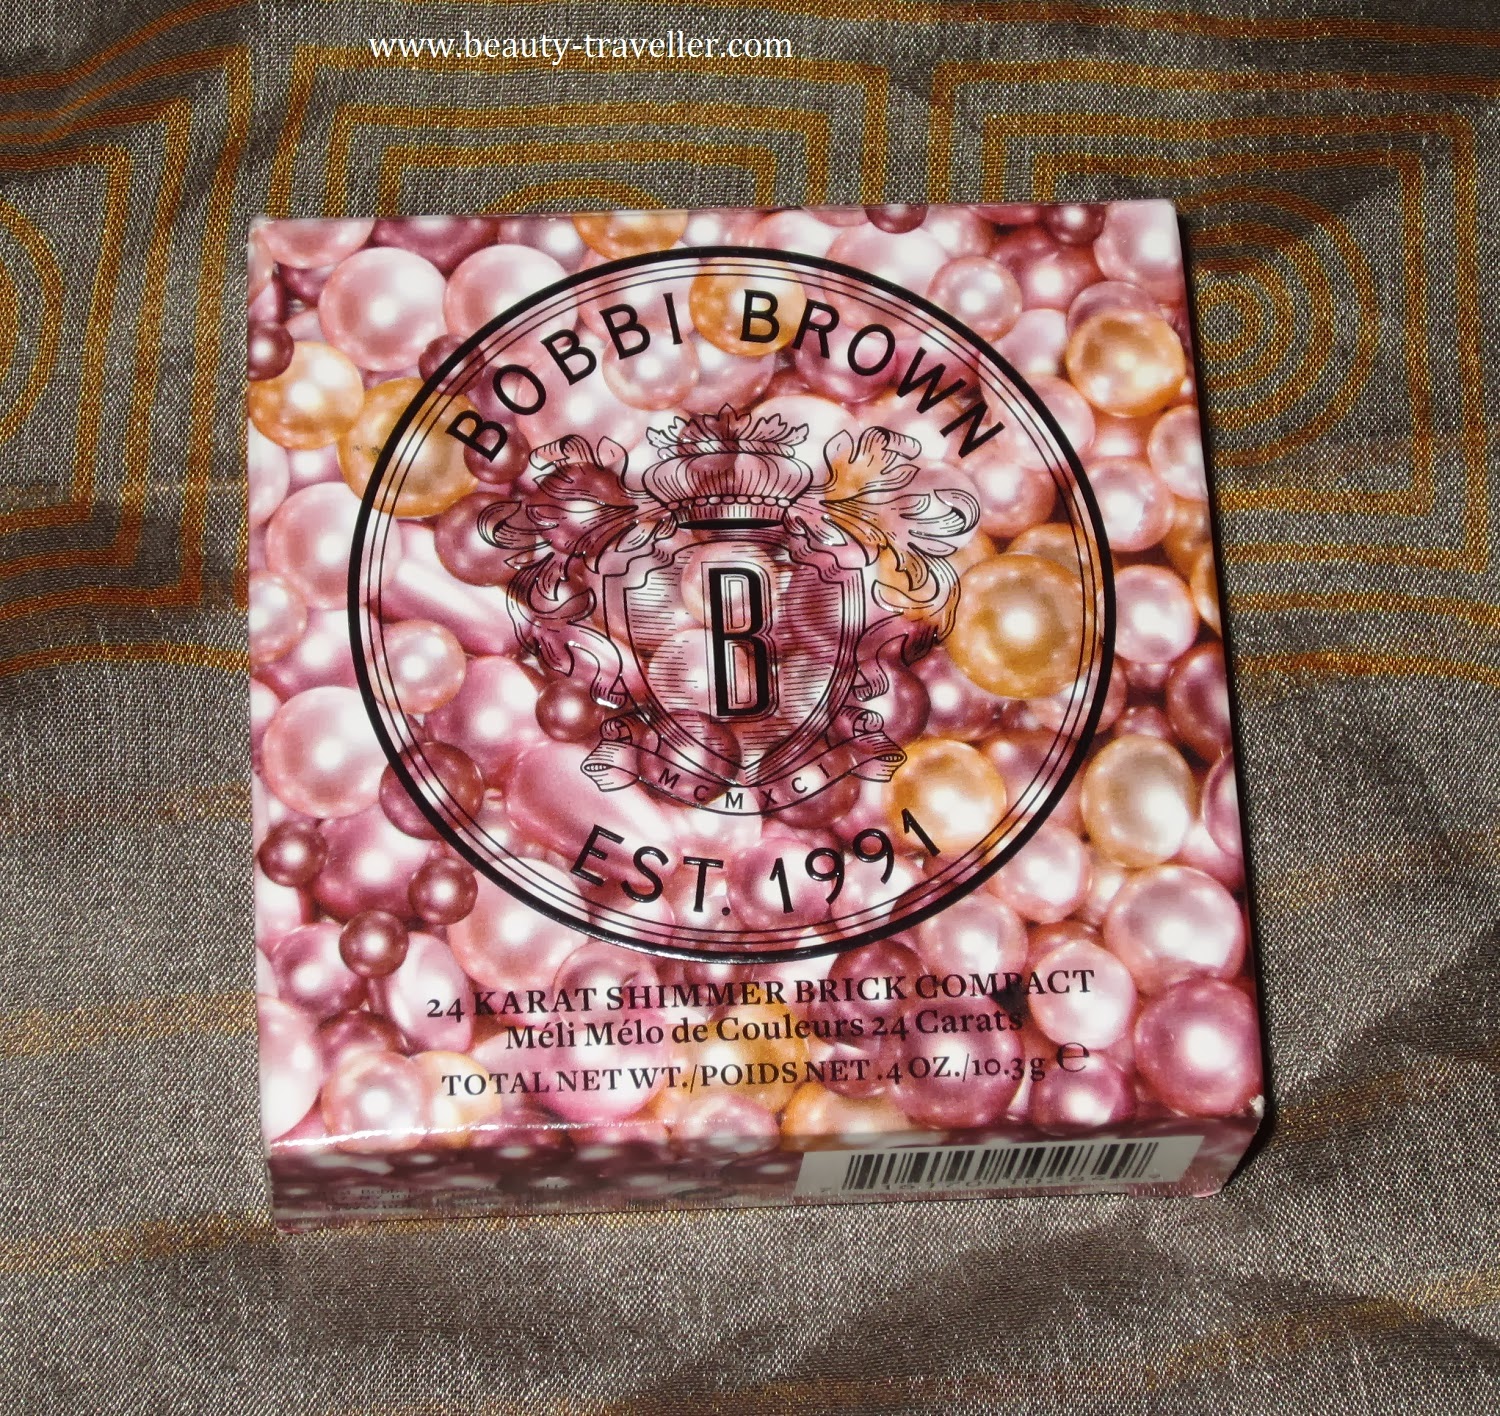 www.beauty-traveller.com
BOBBI BROWN
B
MCMXCI
EST. 1991
24 KARAT SHIMMER BRICK COMPACT
Méli Mélo de Couleurs 24 Carats
TOTAL NET WT./POIDS NET .4 OZ./10.3 g ℮